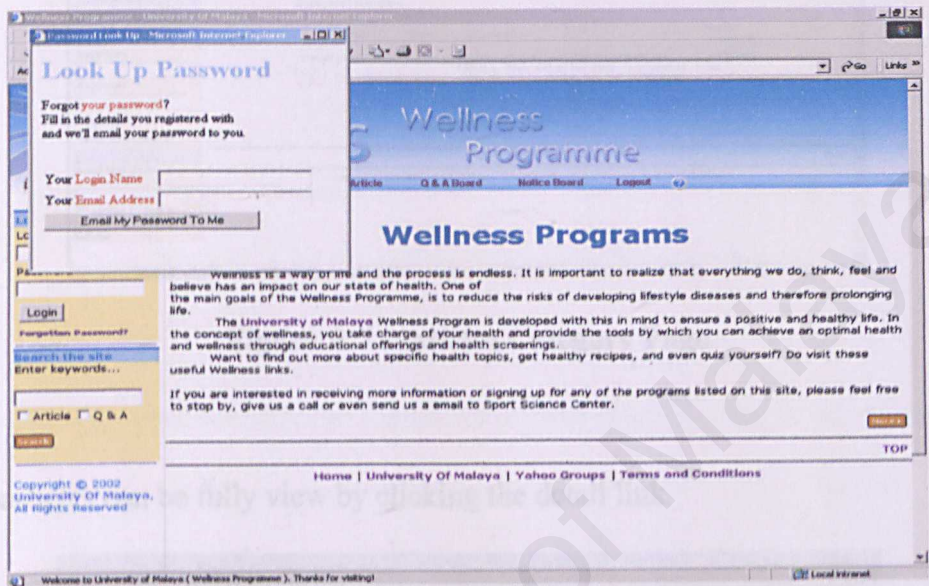 Wellness Programme - University Of Malaya - Microsoft Internet Explorer
Password Look Up - Microsoft Internet Explorer
Go Links »
Look Up Password
Forgot your password?
Fill in the details you registered with
and we'll email your password to you.
Your Login Name
Your Email Address
Email My Password To Me
Wellness
Programme
Article Q & A Board Notice Board Logout
Password
Login
Forgotten Password?
Search the site
Enter keywords...
Article Q & A
Search
Copyright © 2002
University Of Malaya.
All Rights Reserved
Wellness Programs
Wellness is a way of life and the process is endless. It is important to realize that everything we do, think, feel and
believe has an impact on our state of health. One of
the main goals of the Wellness Programme, is to reduce the risks of developing lifestyle diseases and therefore prolonging
life.
The University of Malaya Wellness Program is developed with this in mind to ensure a positive and healthy life. In
the concept of wellness, you take charge of your health and provide the tools by which you can achieve an optimal health
and wellness through educational offerings and health screenings.
Want to find out more about specific health topics, get healthy recipes, and even quiz yourself? Do visit these
useful Wellness links.
If you are interested in receiving more information or signing up for any of the programs listed on this site, please feel free
to stop by, give us a call or even send us a email to Sport Science Center.
TOP
Home | University Of Malaya | Yahoo Groups | Terms and Conditions
Welcome to University of Malaya ( Wellness Programme ). Thanks for visiting!
Local intranet
of Malaya
be fully view by clicking the detail link